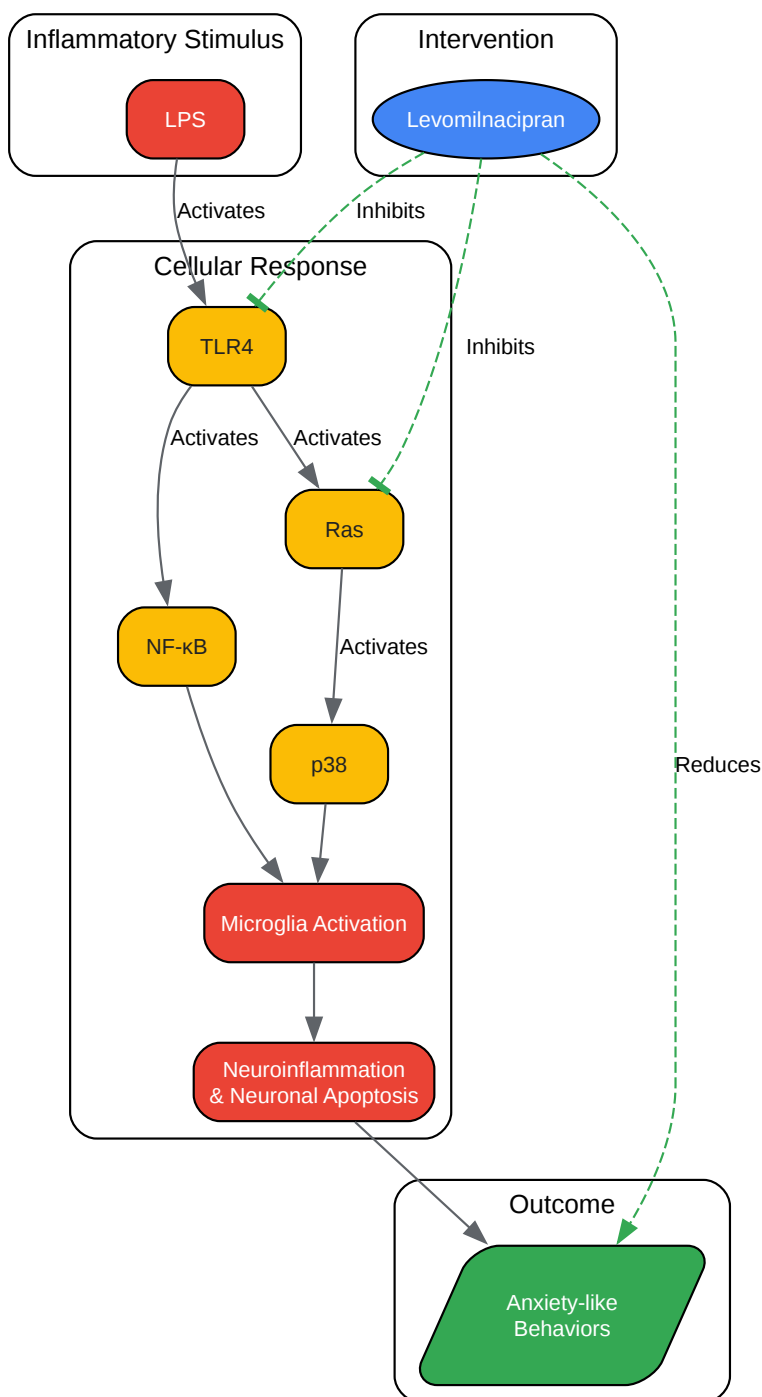 Inflammatory Stimulus
Intervention
LPS
Levomilnacipran
Activates
Inhibits
Cellular Response
TLR4
Inhibits
Activates
Activates
Ras
NF-κB
Activates
p38
Reduces
Microglia Activation
Neuroinflammation
& Neuronal Apoptosis
Outcome
Anxiety-like
Behaviors